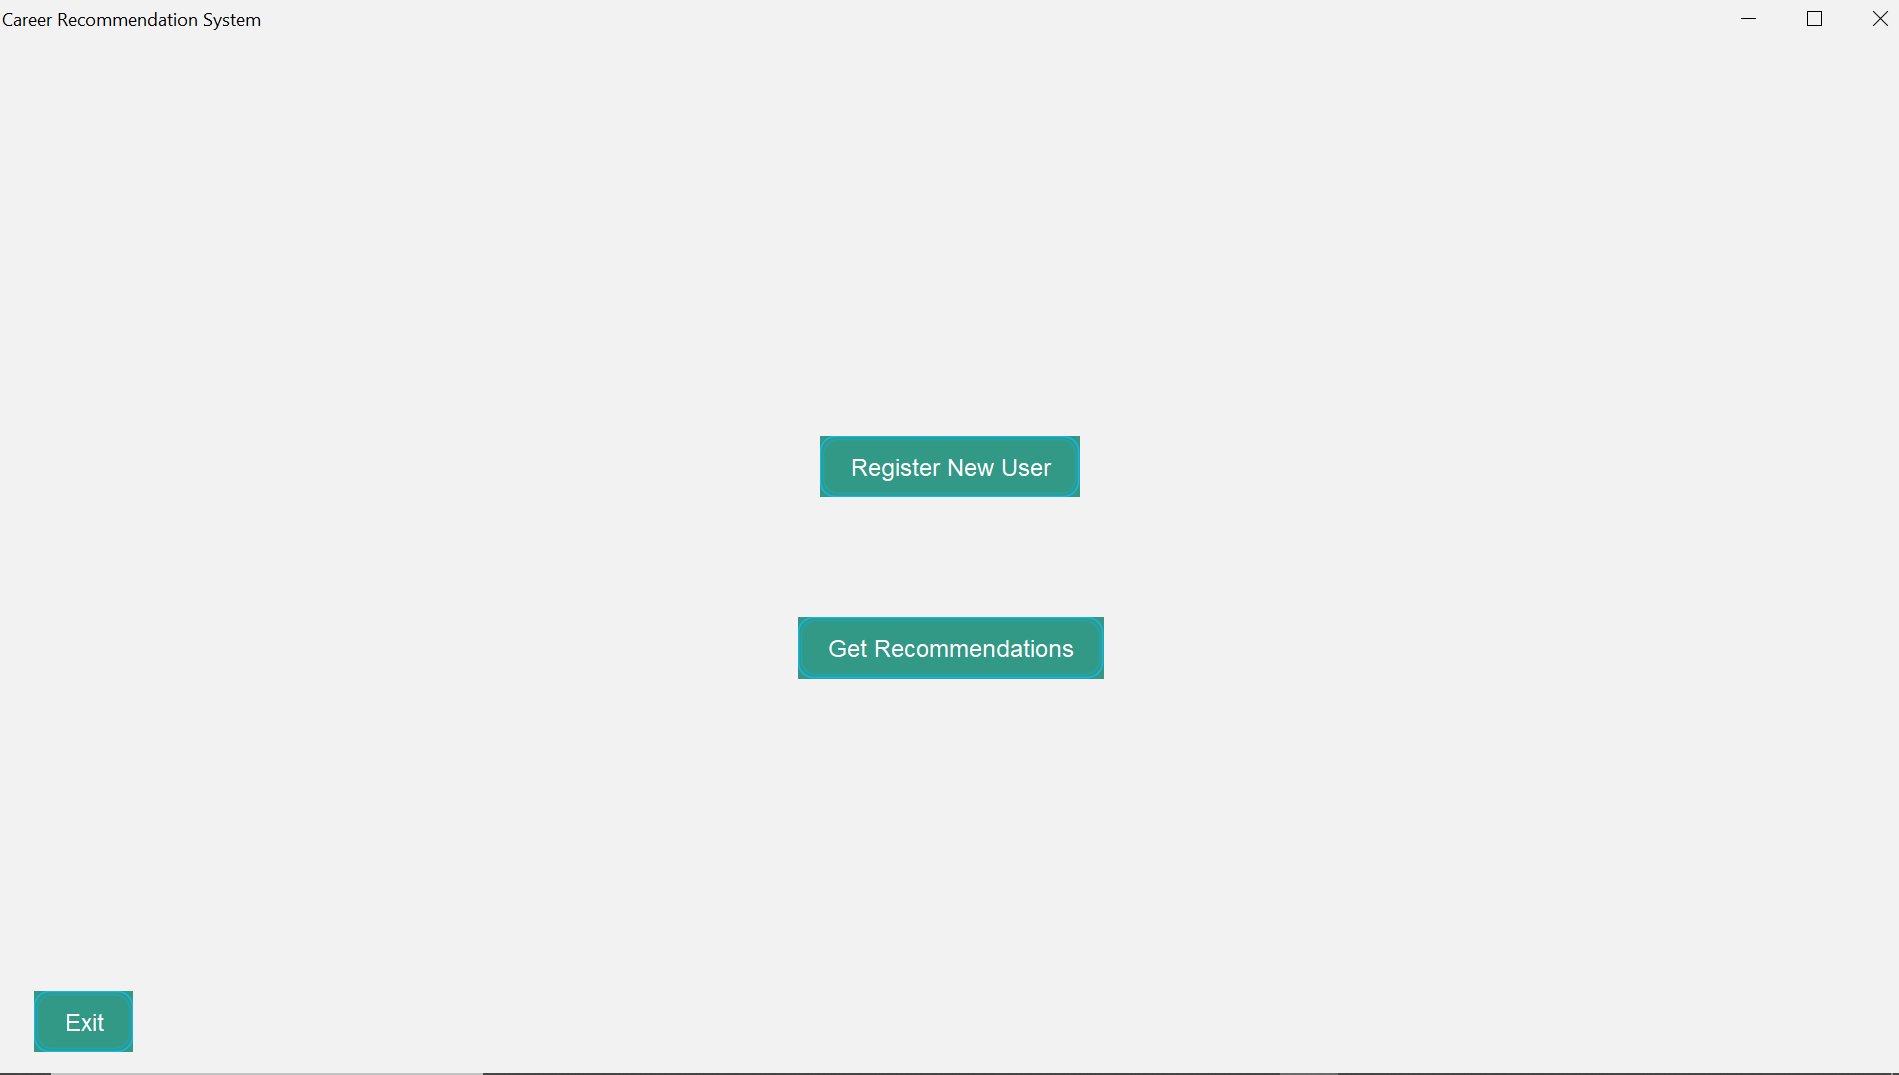 Career Recommendation System
Register New User
Get Recommendations
Exit